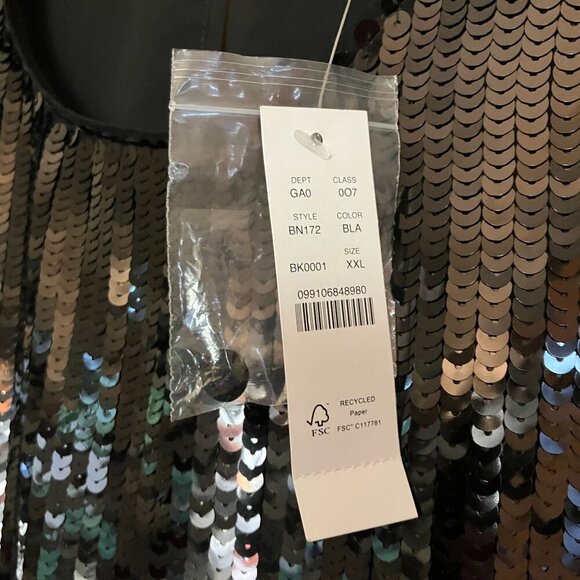 DEPT CLASS
GA0 0O7
STYLE COLOR
BN172 BLA
SIZE
BK0001 XXL
099106848980
RECYCLED
Paper
FSC FSC® C117781